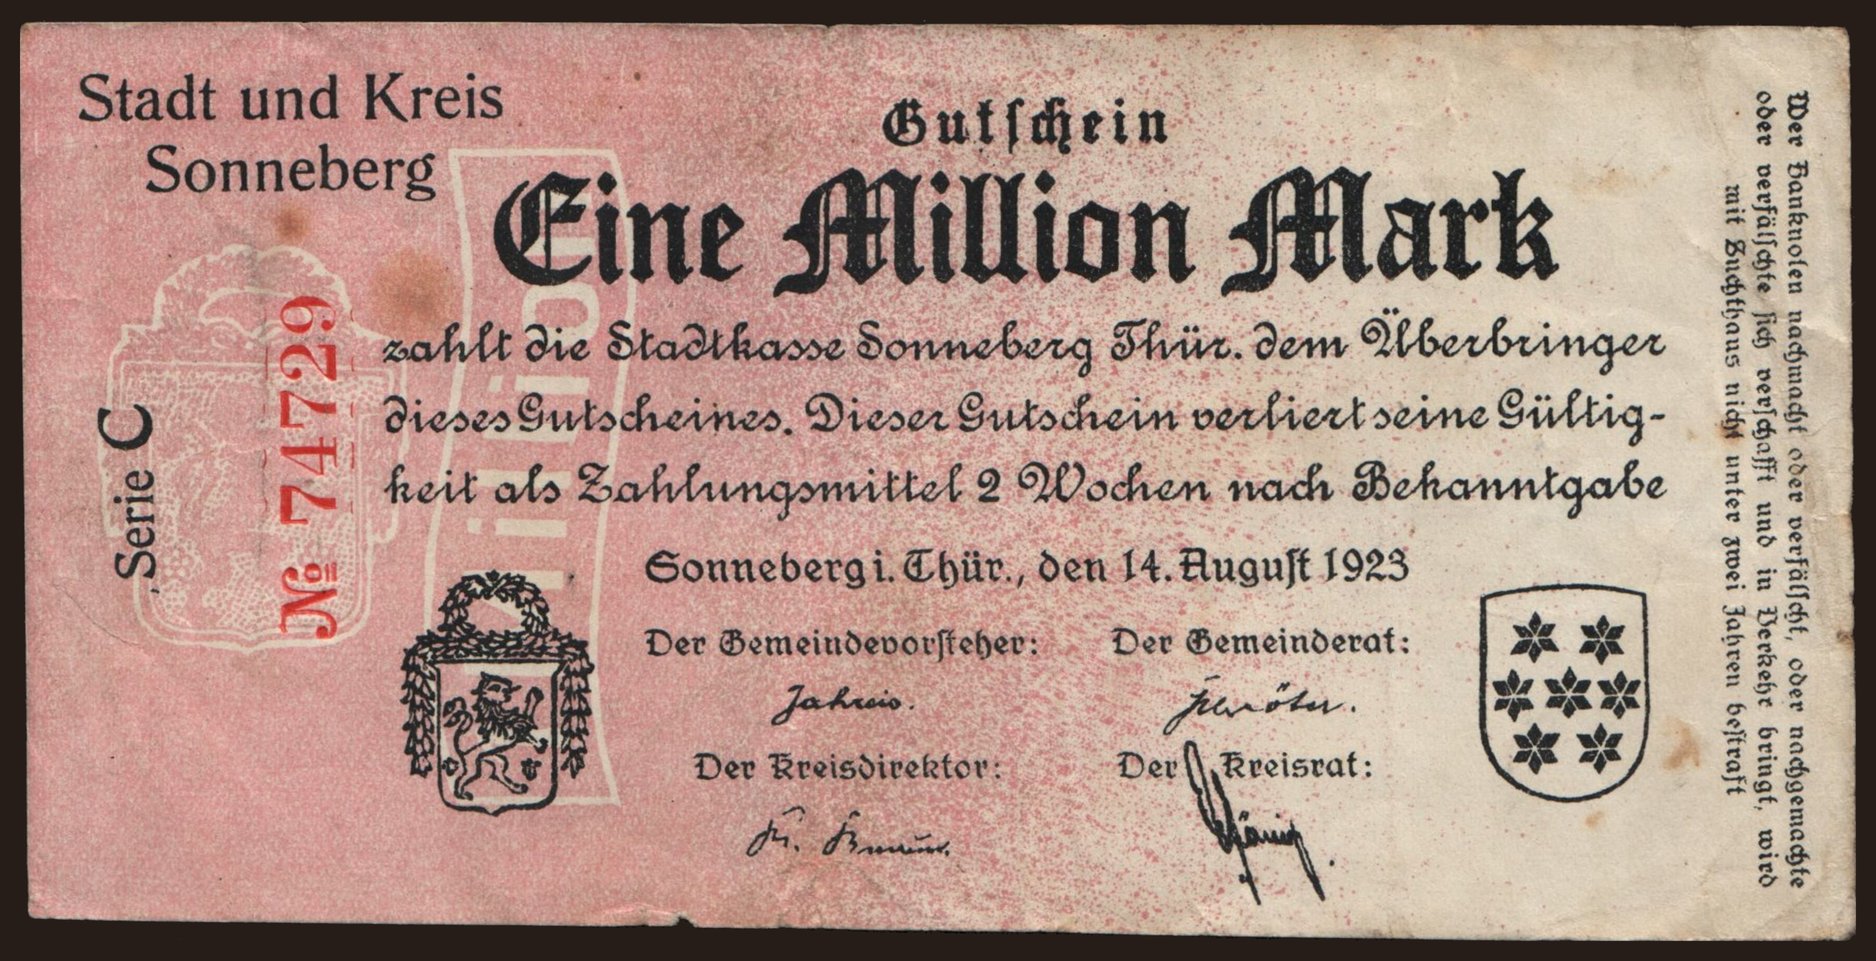 Stadt und Kreis
Sonneberg
Serie C
№ 74729
Million
Gutschein
Eine Million Mark
zahlt die Stadtkasse Sonneberg Thür. dem Überbringer
dieses Gutscheines. Dieser Gutschein verliert seine Gültig-
keit als Zahlungsmittel 2 Wochen nach Bekanntgabe
Sonneberg i. Thür., den 14. August 1923
Der Gemeindevorsteher:
Der Gemeinderat:
Der Kreisdirektor:
Der Kreisrat:
Wer Banknoten nachmacht oder verfälscht, oder nachgemachte
oder verfälschte sich verschafft und in Verkehr bringt, wird
mit Zuchthaus nicht unter zwei Jahren bestraft